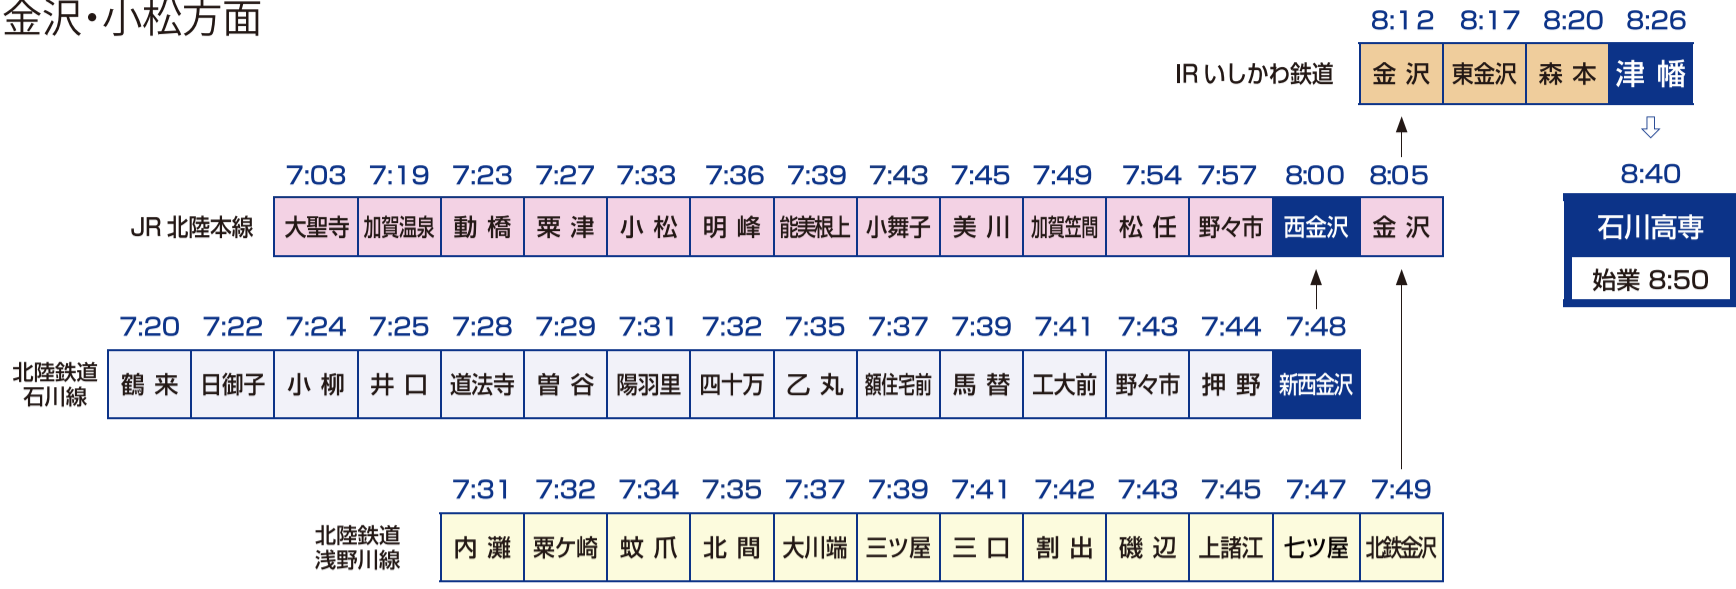 金沢・小松方面
8:12 8:17 8:20 8:26
IRいしかわ鉄道 金沢 東金沢 森本 津幡
⇩
7:03 7:19 7:23 7:27 7:33 7:36 7:39 7:43 7:45 7:49 7:54 7:57 8:00 8:05 8:40
JR北陸本線 大聖寺 加賀温泉 動橋 粟津 小松 明峰 能美根上 小舞子 美川 加賀笠間 松任 野々市 西金沢 金沢 石川高専
始業 8:50
7:20 7:22 7:24 7:25 7:28 7:29 7:31 7:32 7:35 7:37 7:39 7:41 7:43 7:44 7:48
北陸鉄道
石川線
鶴来 日御子 小柳 井口 道法寺 曽谷 陽羽里 四十万 乙丸 額住宅前 馬替 工大前 野々市 押野 新西金沢
7:31 7:32 7:34 7:35 7:37 7:39 7:41 7:42 7:43 7:45 7:47 7:49
北陸鉄道
浅野川線
内灘 粟ケ崎 蚊爪 北間 大川端 三ツ屋 三口 割出 磯辺 上諸江 七ツ屋 北鉄金沢